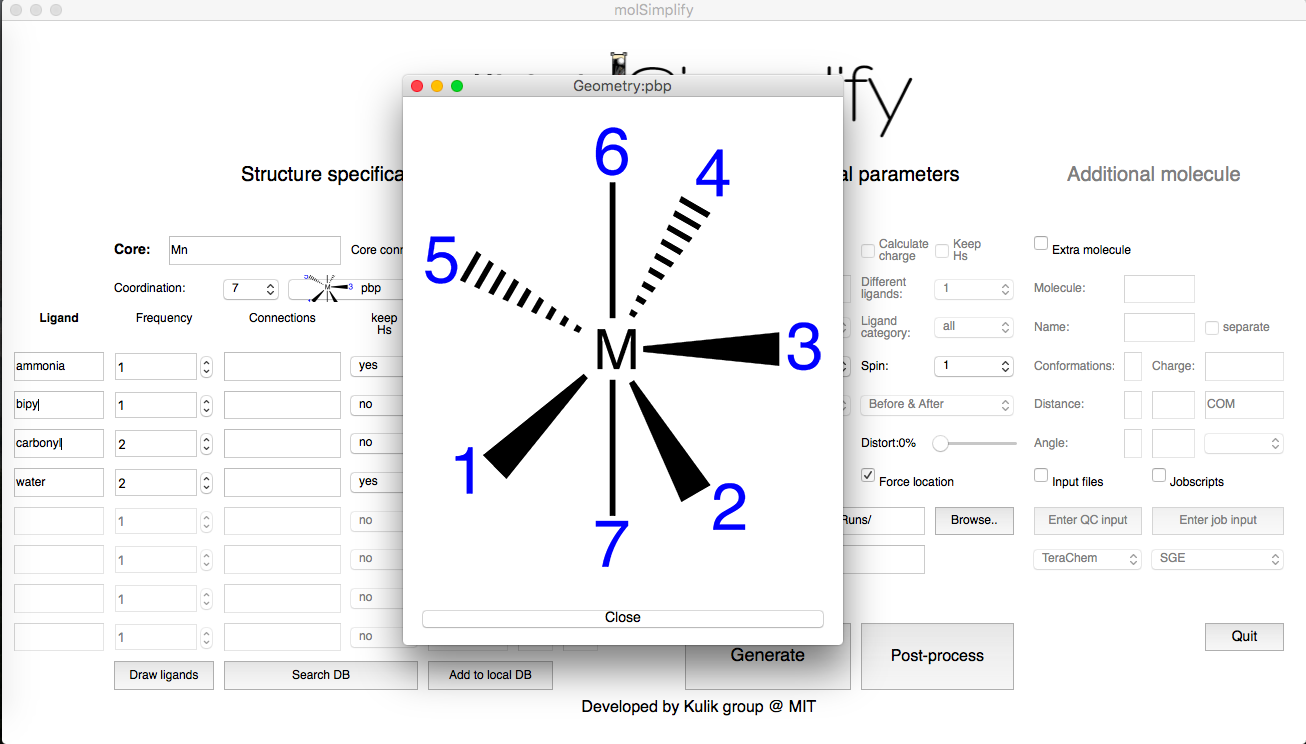 molSimplify
Geometry:pbp
ify
6
4
5
M
3
1
2
7
Close
Structure specifica
al parameters
Additional molecule
Core:
Mn
Core conn
Calculate
charge
Keep
Hs
Extra molecule
Coordination:
7
M
3
pbp
Different
ligands:
1
Molecule:
Ligand
Frequency
Connections
keep
Hs
Ligand
category:
all
Name:
separate
ammonia
1
yes
Spin:
1
Conformations:
Charge:
bipy
1
no
Before & After
Distance:
COM
carbonyl
2
no
Distort:0%
Angle:
water
2
yes
Force location
Input files
Jobscripts
1
no
Runs/
Browse..
Enter QC input
Enter job input
1
no
TeraChem
SGE
1
no
1
no
Generate
Post-process
Quit
Draw ligands
Search DB
Add to local DB
Developed by Kulik group @ MIT